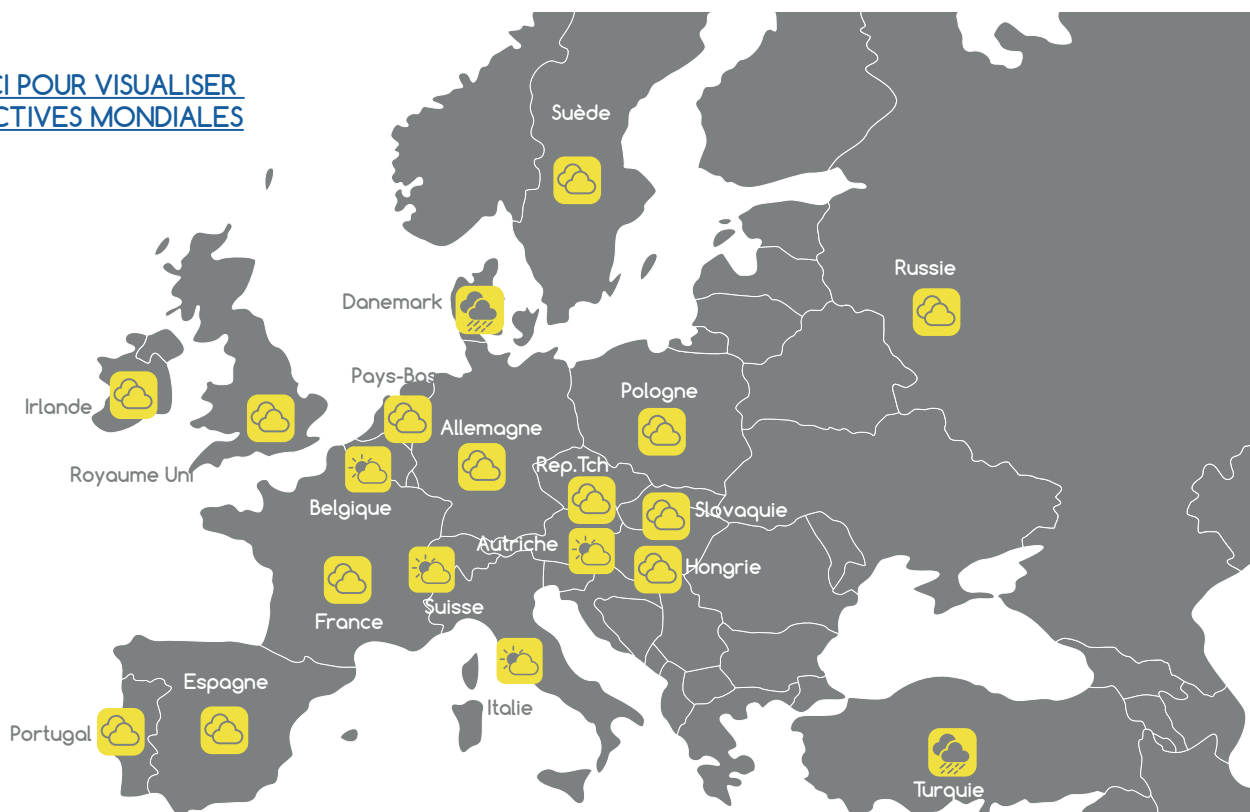 CI POUR VISUALISER
CTIVES MONDIALES
Suède
Russie
Danemark
Pays-Bas
Pologne
Irlande
Allemagne
Rep.Tch
Royaume Uni
Belgique
Slovaquie
Autriche
Hongrie
Suisse
France
Espagne
Italie
Portugal
Turquie